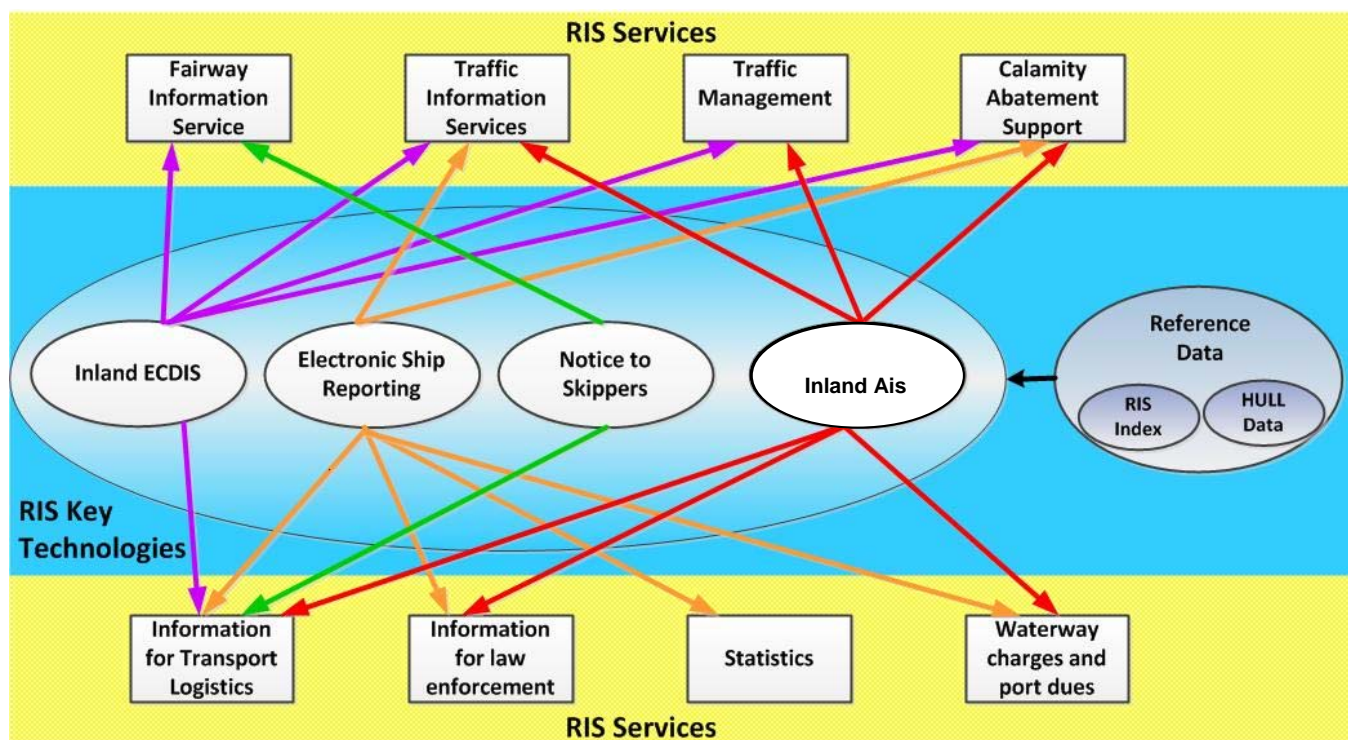 RIS Services
Fairway
Information
Service
Traffic
Information
Services
Traffic
Management
Calamity
Abatement
Support
Inland ECDIS
Electronic Ship
Reporting
Notice to
Skippers
Inland Ais
Reference
Data
RIS
Index
HULL
Data
RIS Key
Technologies
Information
for Transport
Logistics
Information
for law
enforcement
Statistics
Waterway
charges and
port dues
RIS Services